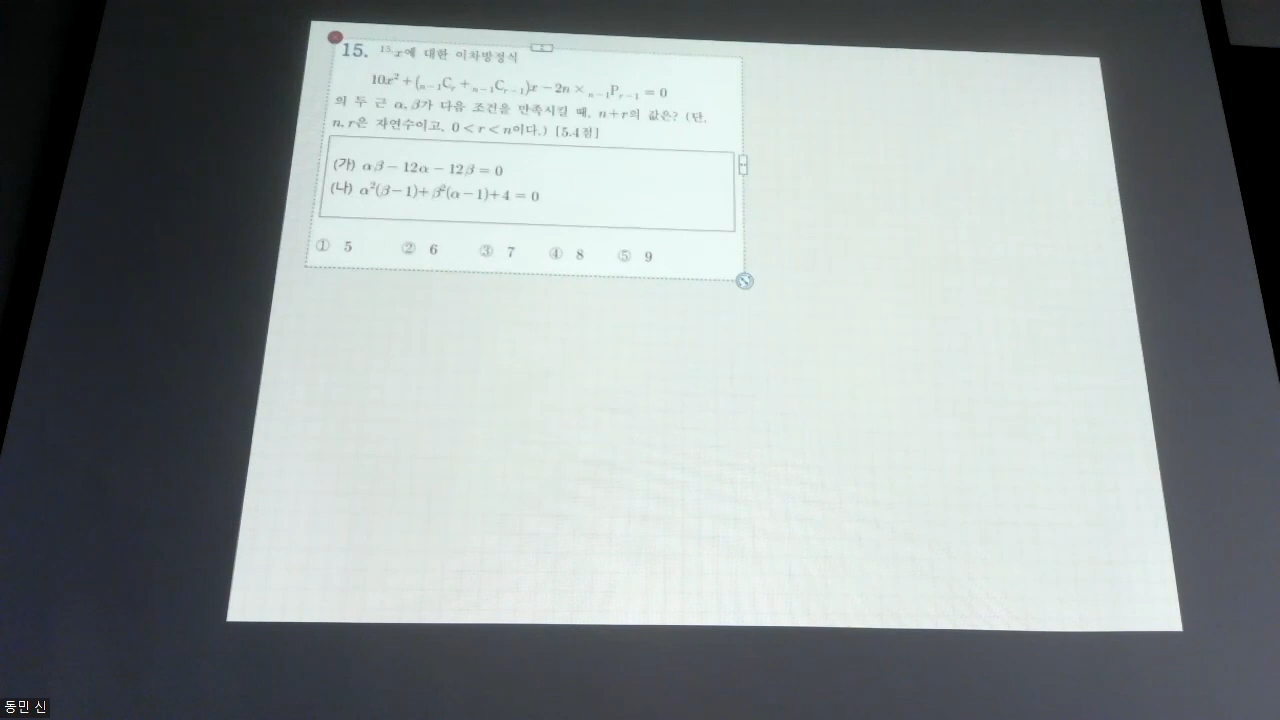 15. 15. x에 대한 이차방정식
10x² + (ₙ₋₁Cᵣ + ₙ₋₁Cᵣ₋₁)x − 2n × ₙ₋₁Pᵣ₋₁ = 0
의 두 근 α, β가 다음 조건을 만족시킬 때, n+r의 값은? (단,
n, r은 자연수이고, 0 < r < n이다.) [5.4점]
(가) αβ − 12α − 12β = 0
(나) α²(β−1) + β²(α−1) + 4 = 0
① 5 ② 6 ③ 7 ④ 8 ⑤ 9
동민 신